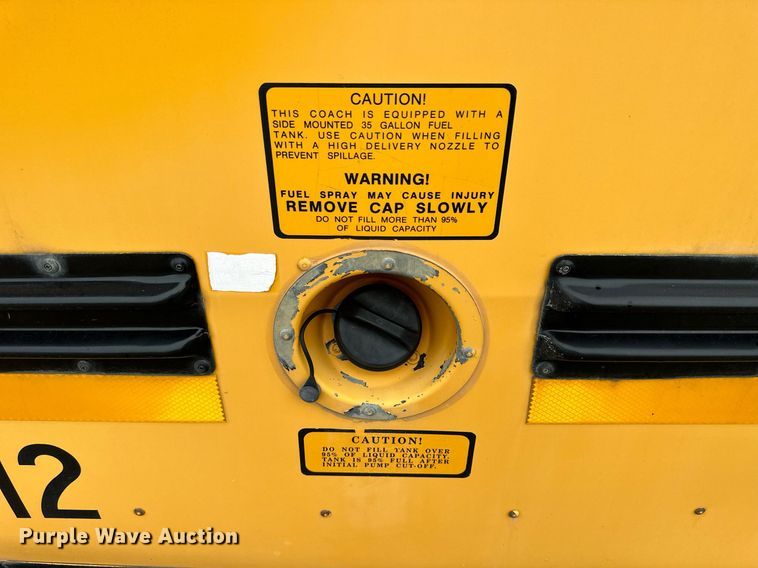 CAUTION!
THIS COACH IS EQUIPPED WITH A
SIDE MOUNTED 35 GALLON FUEL
TANK. USE CAUTION WHEN FILLING
WITH A HIGH DELIVERY NOZZLE TO
PREVENT SPILLAGE.
WARNING!
FUEL SPRAY MAY CAUSE INJURY
REMOVE CAP SLOWLY
DO NOT FILL MORE THAN 95%
OF LIQUID CAPACITY
CAUTION!
DO NOT FILL TANK OVER
95% OF LIQUID CAPACITY.
TANK IS 95% FULL AFTER
INITIAL PUMP CUT-OFF.
A2
Purple Wave Auction